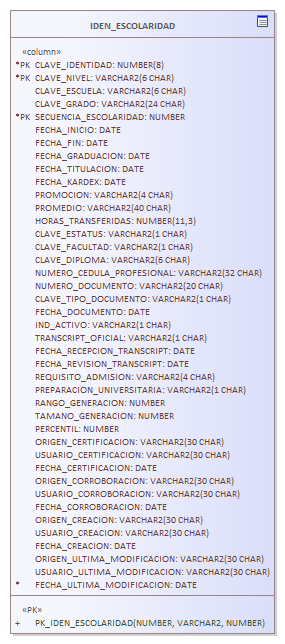 IDEN_ESCOLARIDAD
«column»
*PK CLAVE_IDENTIDAD: NUMBER(8)
*PK CLAVE_NIVEL: VARCHAR2(6 CHAR)
CLAVE_ESCUELA: VARCHAR2(6 CHAR)
CLAVE_GRADO: VARCHAR2(24 CHAR)
*PK SECUENCIA_ESCOLARIDAD: NUMBER
FECHA_INICIO: DATE
FECHA_FIN: DATE
FECHA_GRADUACION: DATE
FECHA_TITULACION: DATE
FECHA_KARDEX: DATE
PROMOCION: VARCHAR2(4 CHAR)
PROMEDIO: VARCHAR2(40 CHAR)
HORAS_TRANSFERIDAS: NUMBER(11,3)
CLAVE_ESTATUS: VARCHAR2(1 CHAR)
CLAVE_FACULTAD: VARCHAR2(1 CHAR)
CLAVE_DIPLOMA: VARCHAR2(6 CHAR)
NUMERO_CEDULA_PROFESIONAL: VARCHAR2(32 CHAR)
NUMERO_DOCUMENTO: VARCHAR2(20 CHAR)
CLAVE_TIPO_DOCUMENTO: VARCHAR2(1 CHAR)
FECHA_DOCUMENTO: DATE
IND_ACTIVO: VARCHAR2(1 CHAR)
TRANSCRIPT_OFICIAL: VARCHAR2(1 CHAR)
FECHA_RECEPCION_TRANSCRIPT: DATE
FECHA_REVISION_TRANSCRIPT: DATE
REQUISITO_ADMISION: VARCHAR2(4 CHAR)
PREPARACION_UNIVERSITARIA: VARCHAR2(1 CHAR)
RANGO_GENERACION: NUMBER
TAMANO_GENERACION: NUMBER
PERCENTIL: NUMBER
ORIGEN_CERTIFICACION: VARCHAR2(30 CHAR)
USUARIO_CERTIFICACION: VARCHAR2(30 CHAR)
FECHA_CERTIFICACION: DATE
ORIGEN_CORROBORACION: VARCHAR2(30 CHAR)
USUARIO_CORROBORACION: VARCHAR2(30 CHAR)
FECHA_CORROBORACION: DATE
ORIGEN_CREACION: VARCHAR2(30 CHAR)
USUARIO_CREACION: VARCHAR2(30 CHAR)
FECHA_CREACION: DATE
ORIGEN_ULTIMA_MODIFICACION: VARCHAR2(30 CHAR)
USUARIO_ULTIMA_MODIFICACION: VARCHAR2(30 CHAR)
* FECHA_ULTIMA_MODIFICACION: DATE
«PK»
+ PK_IDEN_ESCOLARIDAD(NUMBER, VARCHAR2, NUMBER)